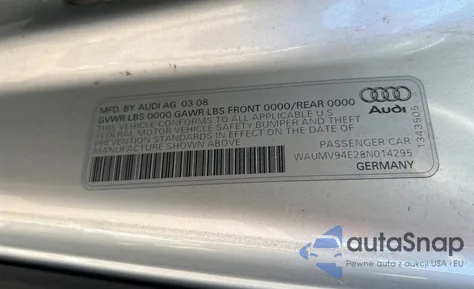 MFD. BY AUDI AG 03 08
GVWR LBS 0000 GAWR LBS FRONT 0000/REAR 0000
THIS VEHICLE CONFORMS TO ALL APPLICABLE U.S
FEDERAL MOTOR VEHICLE SAFETY BUMPER AND THEFT
PREVENTION STANDARDS IN EFFECT ON THE DATE OF
MANUFACTURE SHOWN ABOVE
Audi
1343505
PASSENGER CAR
WAUMV94E28N014295
GERMANY
autoSnap
Pewne auta z aukcji USA i EU